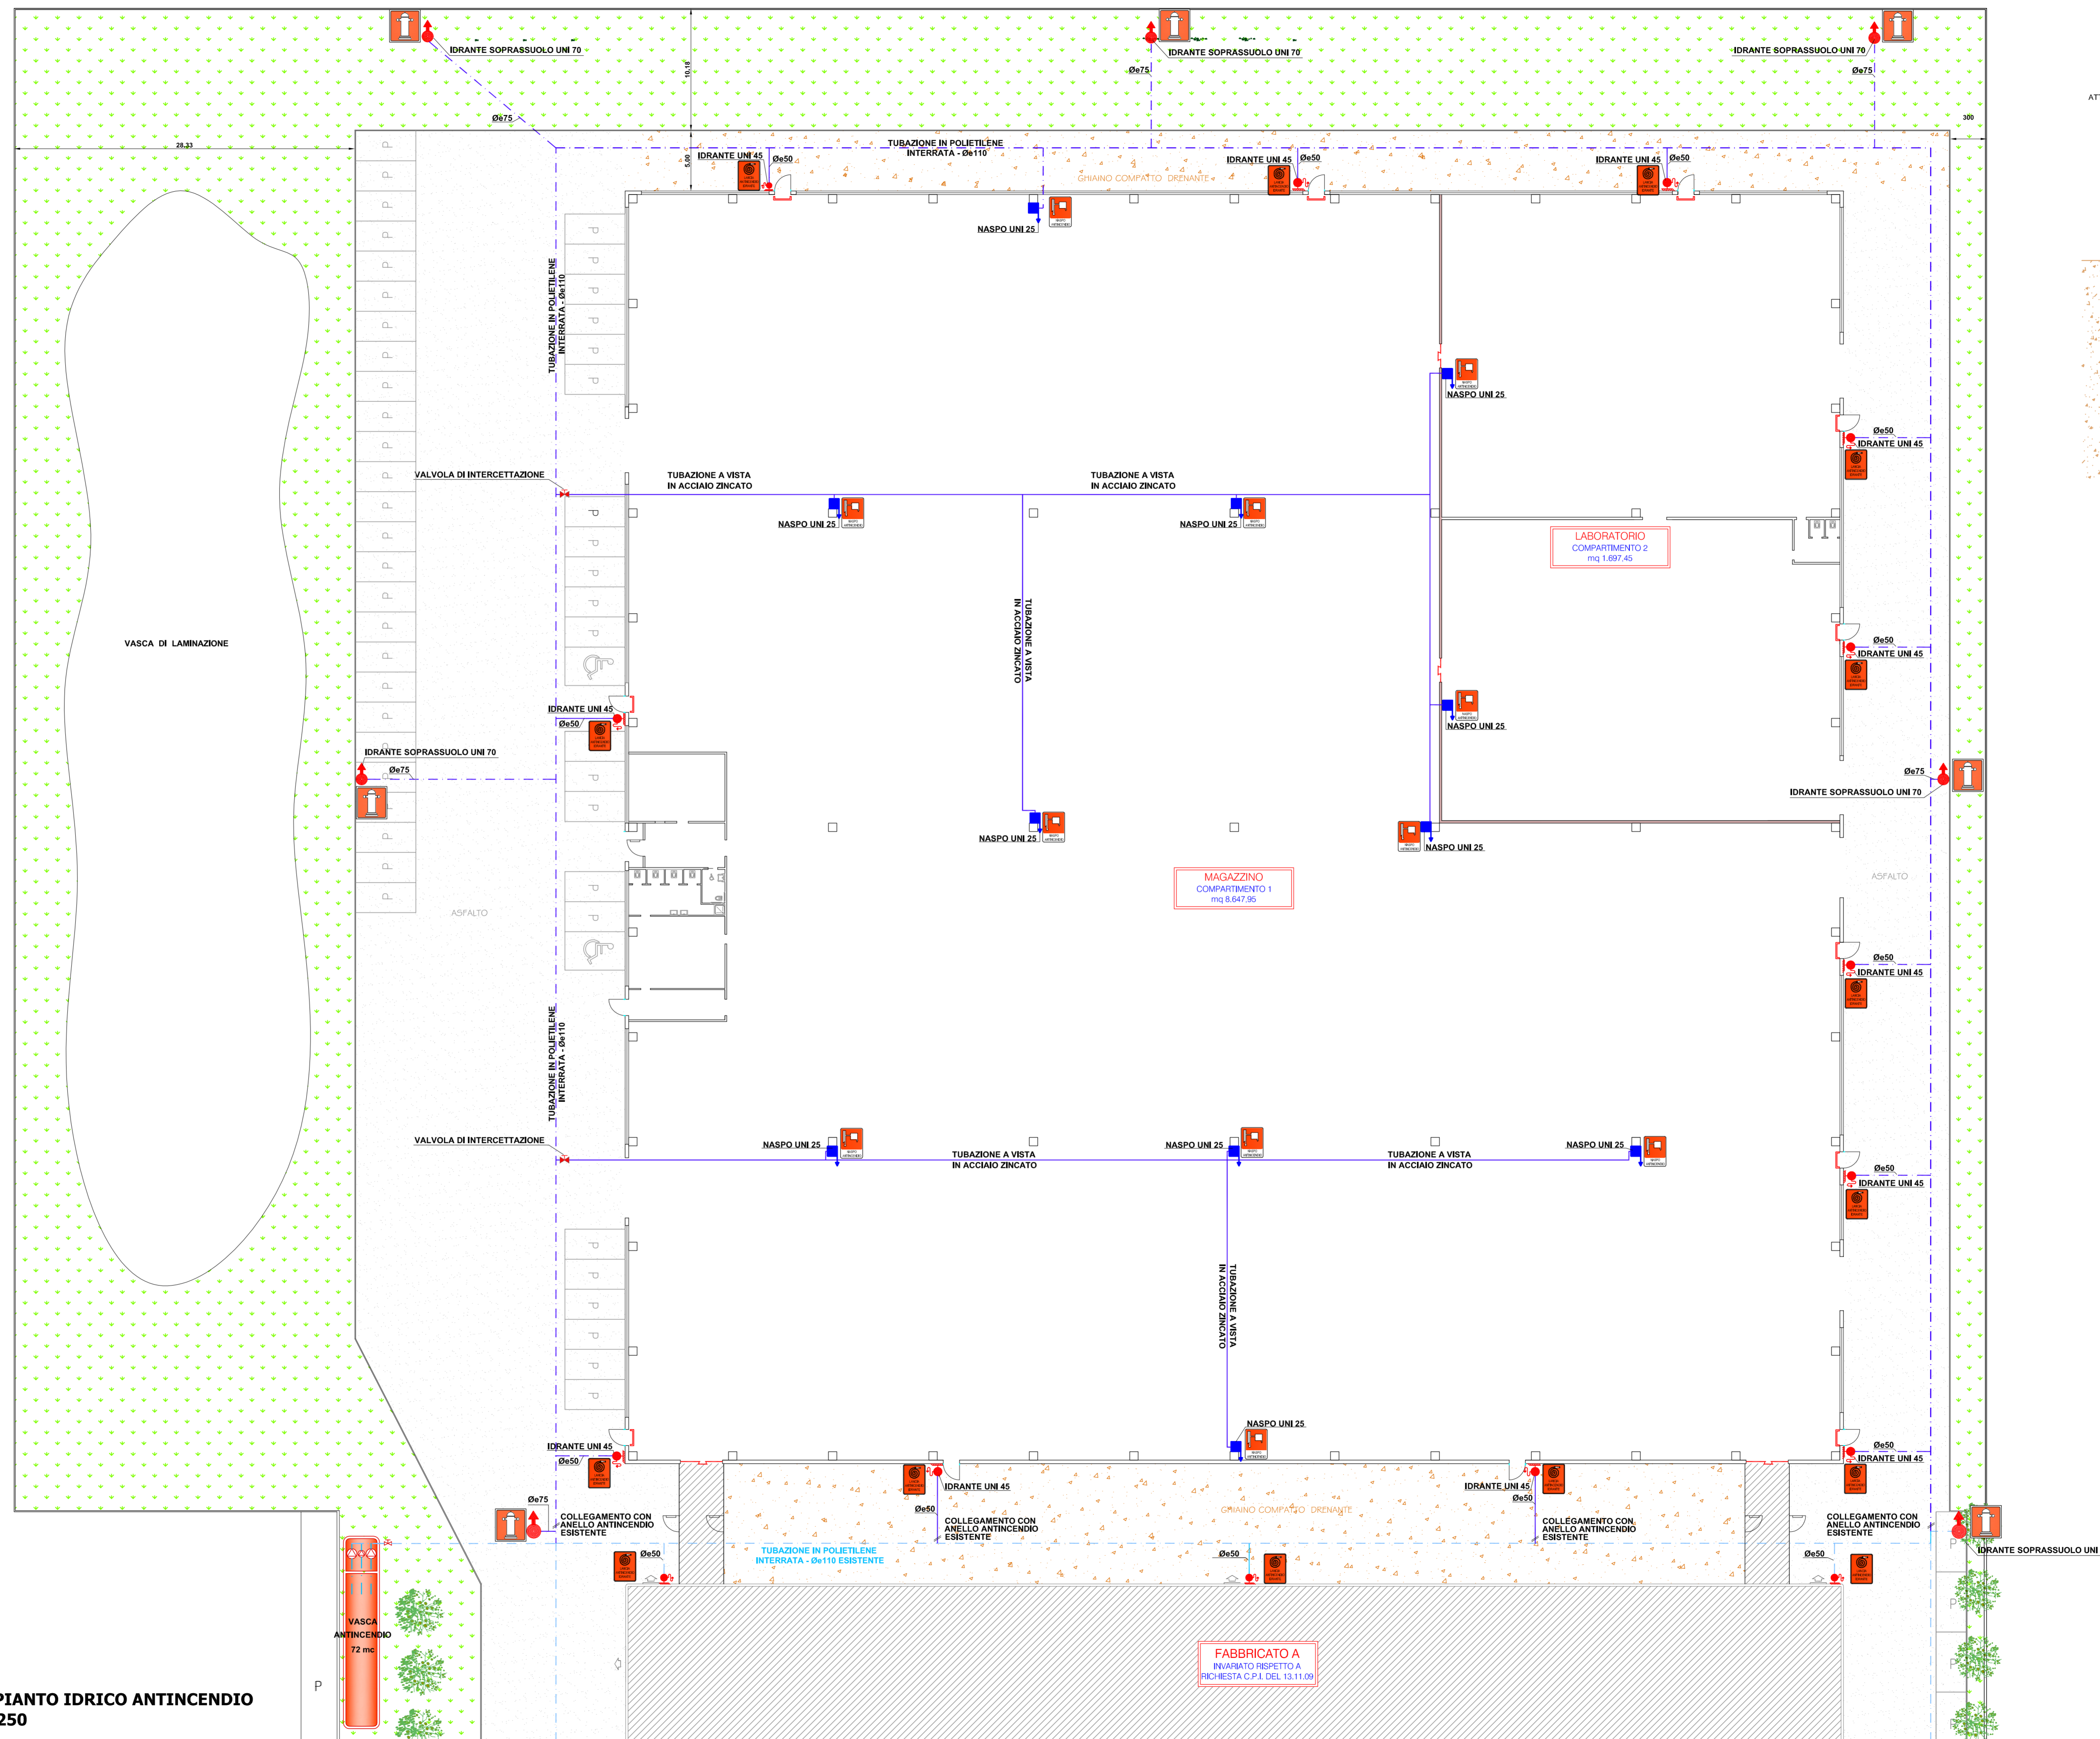 IDRANTE SOPRASSUOLO UNI 70
IDRANTE SOPRASSUOLO UNI 70
IDRANTE SOPRASSUOLO UNI 70
10,18
Øe75
Øe75
Øe75
300
28,33
5,00
TUBAZIONE IN POLIETILENE
INTERRATA - Øe110
IDRANTE UNI 45
Øe50
IDRANTE UNI 45
Øe50
IDRANTE UNI 45
Øe50
GHIAINO COMPATTO DRENANTE
NASPO UNI 25
TUBAZIONE IN POLIETILENE
INTERRATA - Øe110
NASPO UNI 25
Øe50
IDRANTE UNI 45
VALVOLA DI INTERCETTAZIONE
TUBAZIONE A VISTA
IN ACCIAIO ZINCATO
TUBAZIONE A VISTA
IN ACCIAIO ZINCATO
NASPO UNI 25
NASPO UNI 25
LABORATORIO
COMPARTIMENTO 2
mq 1.697,45
TUBAZIONE A VISTA
IN ACCIAIO ZINCATO
VASCA DI LAMINAZIONE
Øe50
IDRANTE UNI 45
IDRANTE UNI 45
Øe50
NASPO UNI 25
IDRANTE SOPRASSUOLO UNI 70
Øe75
Øe75
IDRANTE SOPRASSUOLO UNI 70
NASPO UNI 25
NASPO UNI 25
MAGAZZINO
COMPARTIMENTO 1
mq 8.647,95
ASFALTO
ASFALTO
Øe50
IDRANTE UNI 45
TUBAZIONE IN POLIETILENE
INTERRATA - Øe110
VALVOLA DI INTERCETTAZIONE
NASPO UNI 25
NASPO UNI 25
NASPO UNI 25
TUBAZIONE A VISTA
IN ACCIAIO ZINCATO
TUBAZIONE A VISTA
IN ACCIAIO ZINCATO
Øe50
IDRANTE UNI 45
TUBAZIONE A VISTA
IN ACCIAIO ZINCATO
NASPO UNI 25
IDRANTE UNI 45
Øe50
Øe50
IDRANTE UNI 45
IDRANTE UNI 45
Øe50
IDRANTE UNI 45
Øe50
GHIAINO COMPATTO DRENANTE
Øe75
COLLEGAMENTO CON
ANELLO ANTINCENDIO
ESISTENTE
COLLEGAMENTO CON
ANELLO ANTINCENDIO
ESISTENTE
COLLEGAMENTO CON
ANELLO ANTINCENDIO
ESISTENTE
COLLEGAMENTO CON
ANELLO ANTINCENDIO
ESISTENTE
IDRANTE SOPRASSUOLO UNI
TUBAZIONE IN POLIETILENE
INTERRATA - Øe110 ESISTENTE
Øe50
Øe50
Øe50
VASCA
ANTINCENDIO
72 mc
FABBRICATO A
INVARIATO RISPETTO A
RICHIESTA C.P.I. DEL 13.11.09
P
PIANTO IDRICO ANTINCENDIO
250